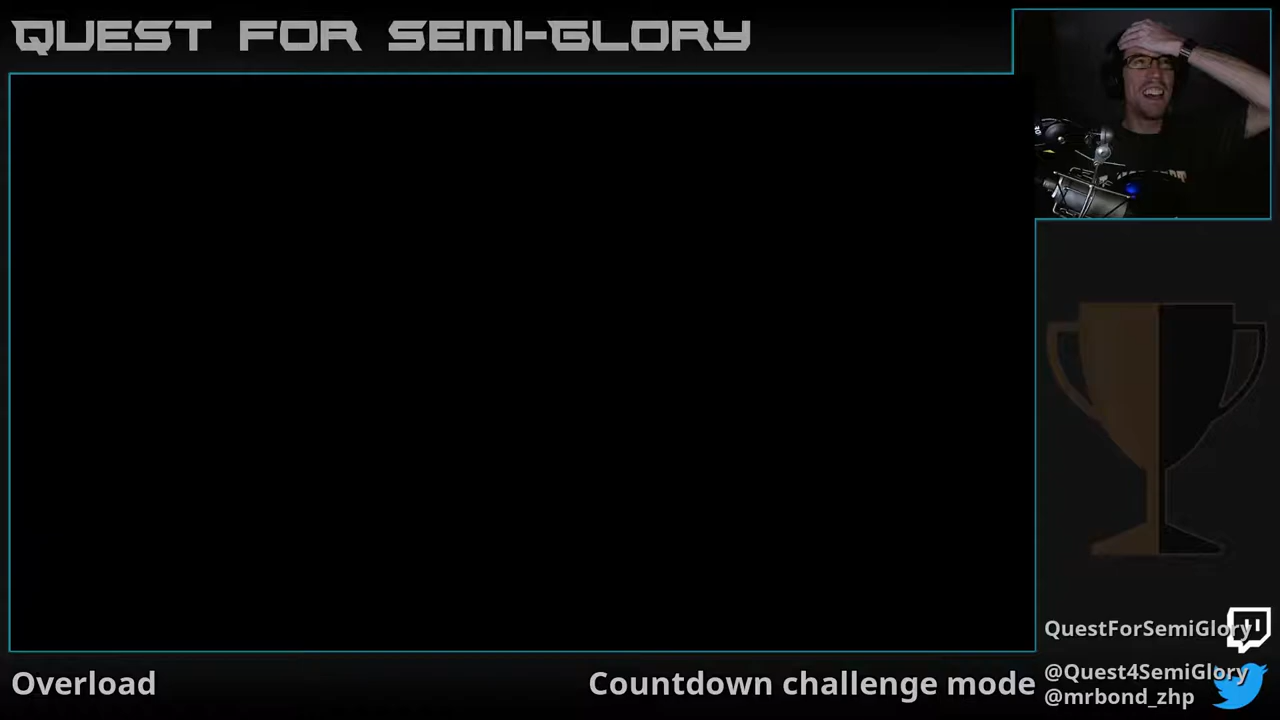 QUEST FOR SEMI-GLORY
QuestForSemiGlory
@Quest4SemiGlory
@mrbond_zhp
Overload
Countdown challenge mode